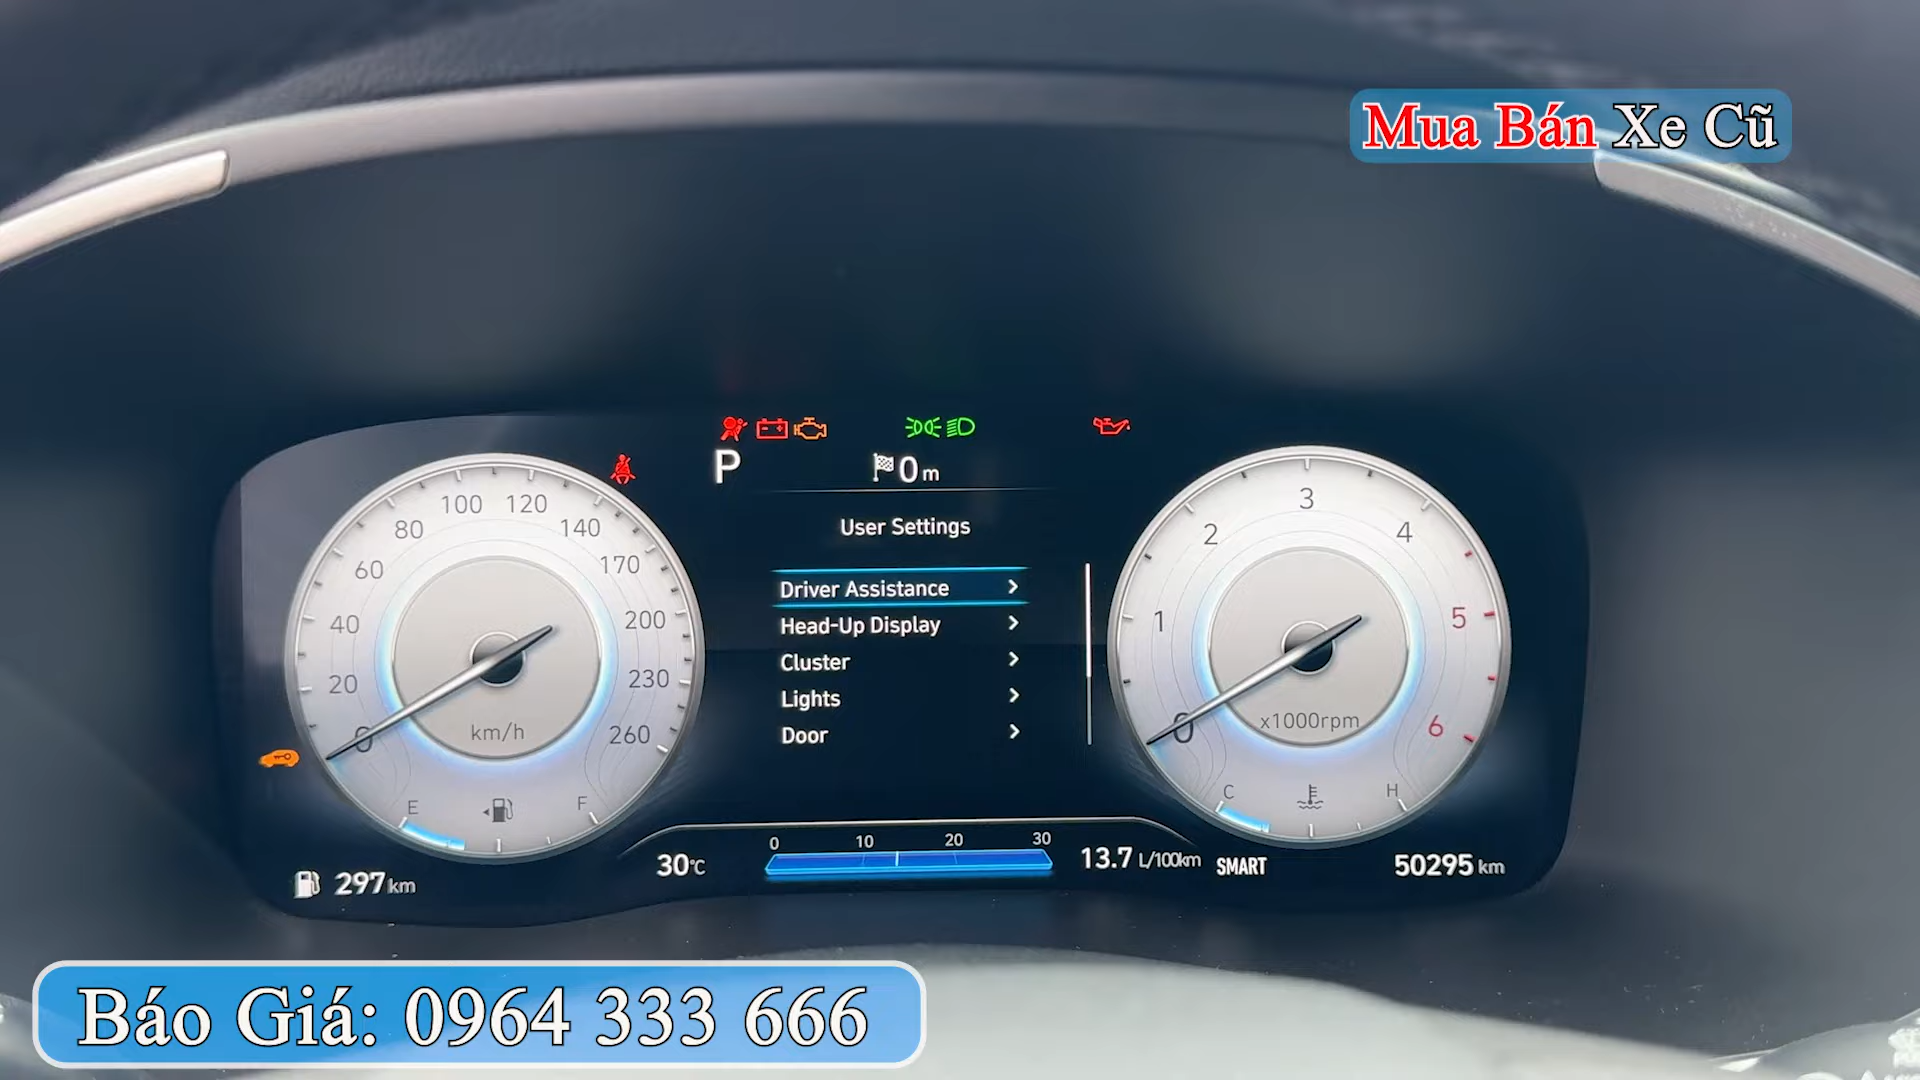 Mua Bán Xe Cũ
P
0 m
User Settings
Driver Assistance
Head-Up Display
Cluster
Lights
Door
0
20
40
60
80
100
120
140
170
200
230
260
km/h
E
F
0
1
2
3
4
5
6
x1000rpm
C
H
297 km
30°C
0 10 20 30
13.7 L/100km
SMART
50295 km
Báo Giá: 0964 333 666